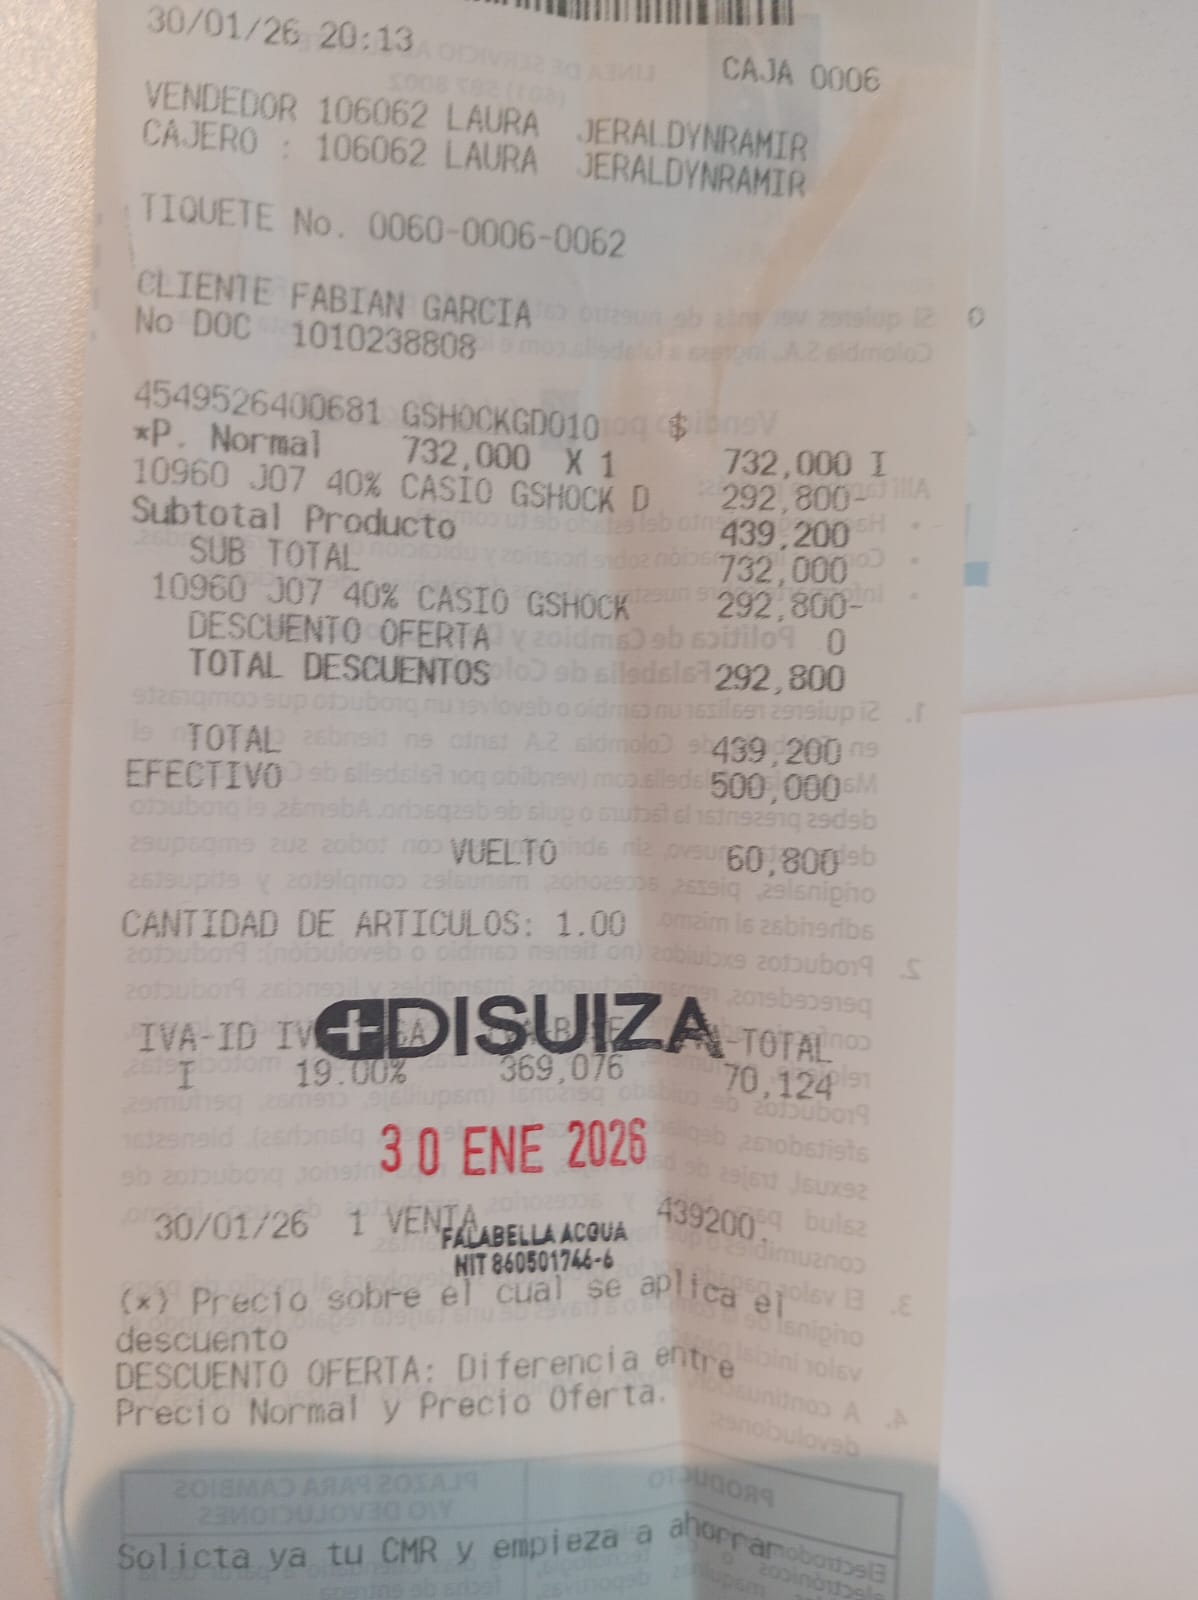 30/01/26 20:13
CAJA 0006
VENDEDOR 106062 LAURA JERALDYNRAMIR
CAJERO : 106062 LAURA JERALDYNRAMIR
TIQUETE No. 0060-0006-0062
CLIENTE FABIAN GARCIA
No DOC 1010238808
4549526400681 GSHOCKGD010 $
*P. Normal 732,000 X 1 732,000 I
10960 J07 40% CASIO GSHOCK D 292,800-
Subtotal Producto 439,200
SUB TOTAL 732,000
10960 J07 40% CASIO GSHOCK 292,800-
DESCUENTO OFERTA 0
TOTAL DESCUENTOS 292,800
TOTAL 439,200
EFECTIVO 500,000
VUELTO 60,800
CANTIDAD DE ARTICULOS: 1.00
DISUIZA
IVA-ID -TOTAL
I 19.00% 369,076 70,124
30 ENE 2026
30/01/26 1 VENTA 439200.
FALABELLA ACQUA
NIT 860501746-6
(*) Precio sobre el cual se aplica el
descuento
DESCUENTO OFERTA: Diferencia entre
Precio Normal y Precio Oferta.
Solicta ya tu CMR y empieza a ahorrar